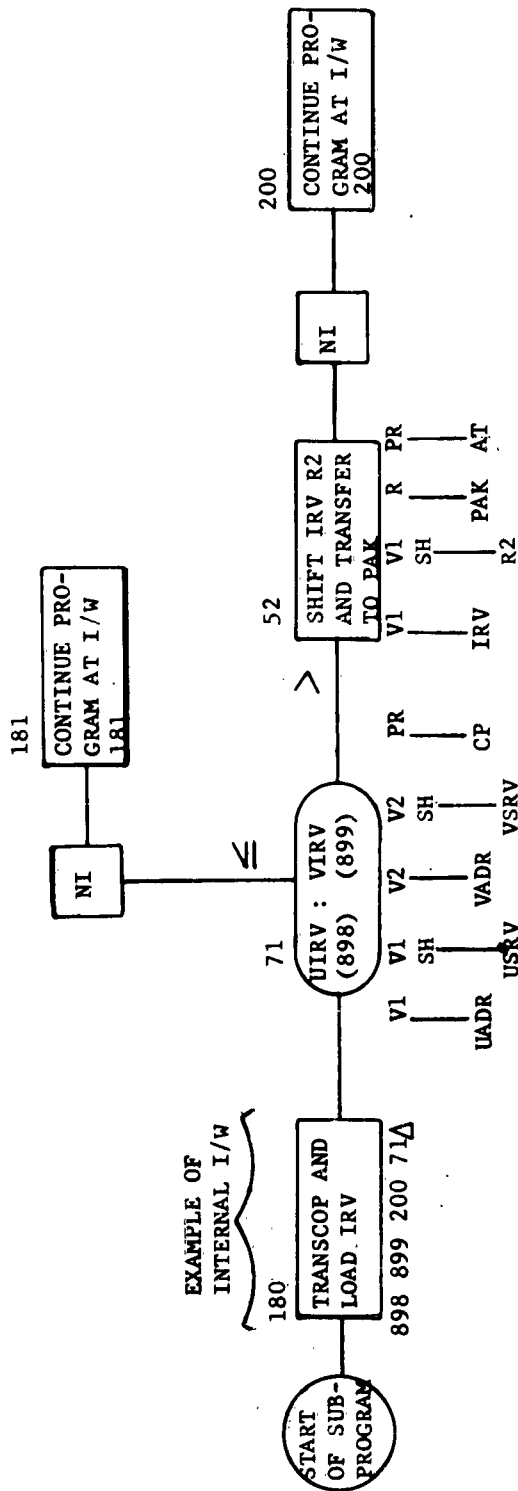 START
OF SUB-
PROGRAM
EXAMPLE OF
INTERNAL I/W
180
TRANSCOP AND
LOAD IRV
898 899 200 71Δ
71
UIRV : VIRV
(898) (899)
V1 V1 V2 V2 PR
SH SH
UADR USRV VADR VSRV CP
≤
NI
181
CONTINUE PRO-
GRAM AT I/W
181
>
52
SHIFT IRV R2
AND TRANSFER
TO PAK
V1 V1 R PR
SH
IRV R2 PAK AT
NI
200
CONTINUE PRO-
GRAM AT I/W
200